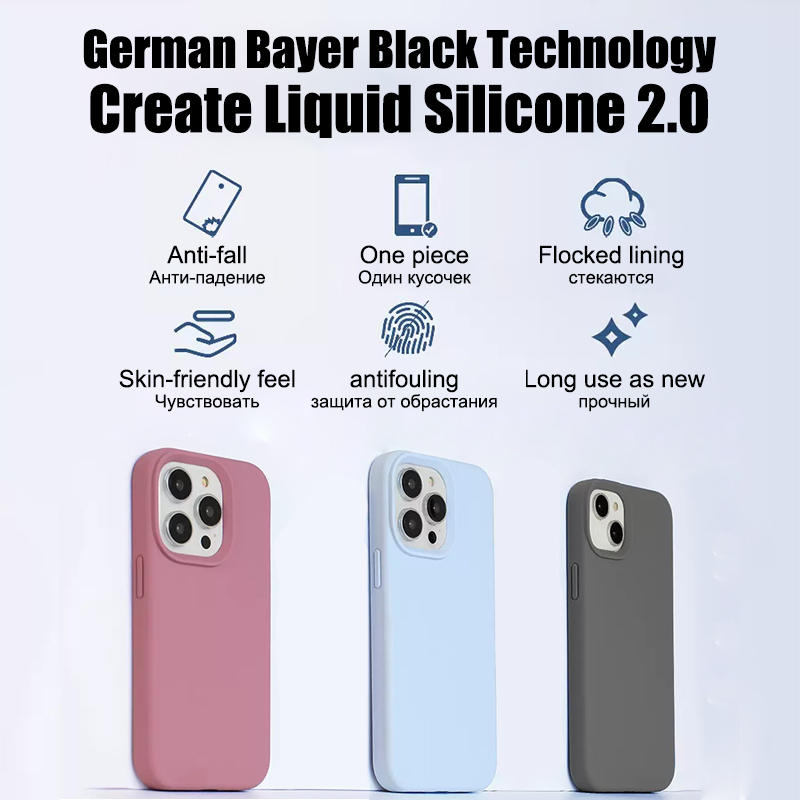 German Bayer Black Technology
Create Liquid Silicone 2.0
Anti-fall
Анти-падение
One piece
Один кусочек
Flocked lining
стекаются
Skin-friendly feel
Чувствовать
antifouling
защита от обрастания
Long use as new
прочный